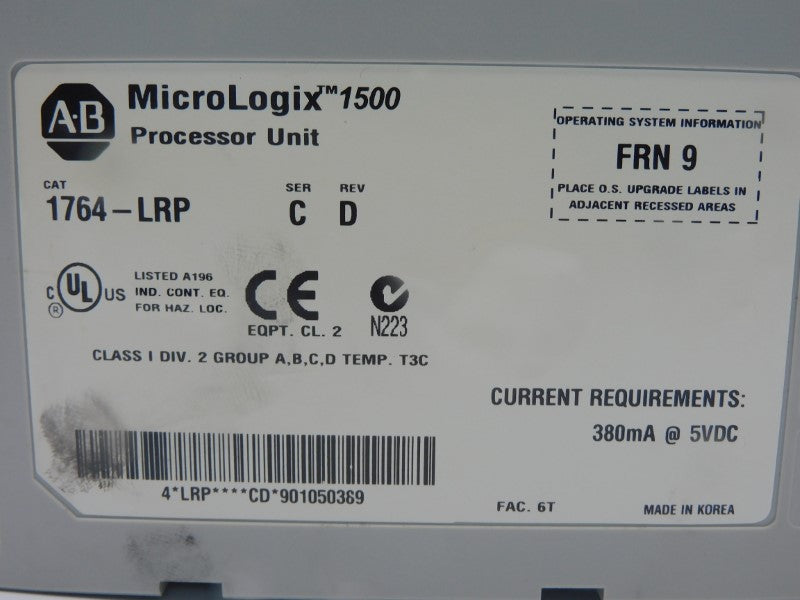 A·B
MicroLogix™1500
Processor Unit
OPERATING SYSTEM INFORMATION
FRN 9
PLACE O.S. UPGRADE LABELS IN
ADJACENT RECESSED AREAS
CAT SER REV
1764-LRP C D
C UL US ®
LISTED A196
IND. CONT. EQ.
FOR HAZ. LOC.
CE
EQPT. CL. 2
N223
CLASS I DIV. 2 GROUP A,B,C,D TEMP. T3C
CURRENT REQUIREMENTS:
380mA @ 5VDC
4*LRP****CD*901050369
FAC. 6T
MADE IN KOREA